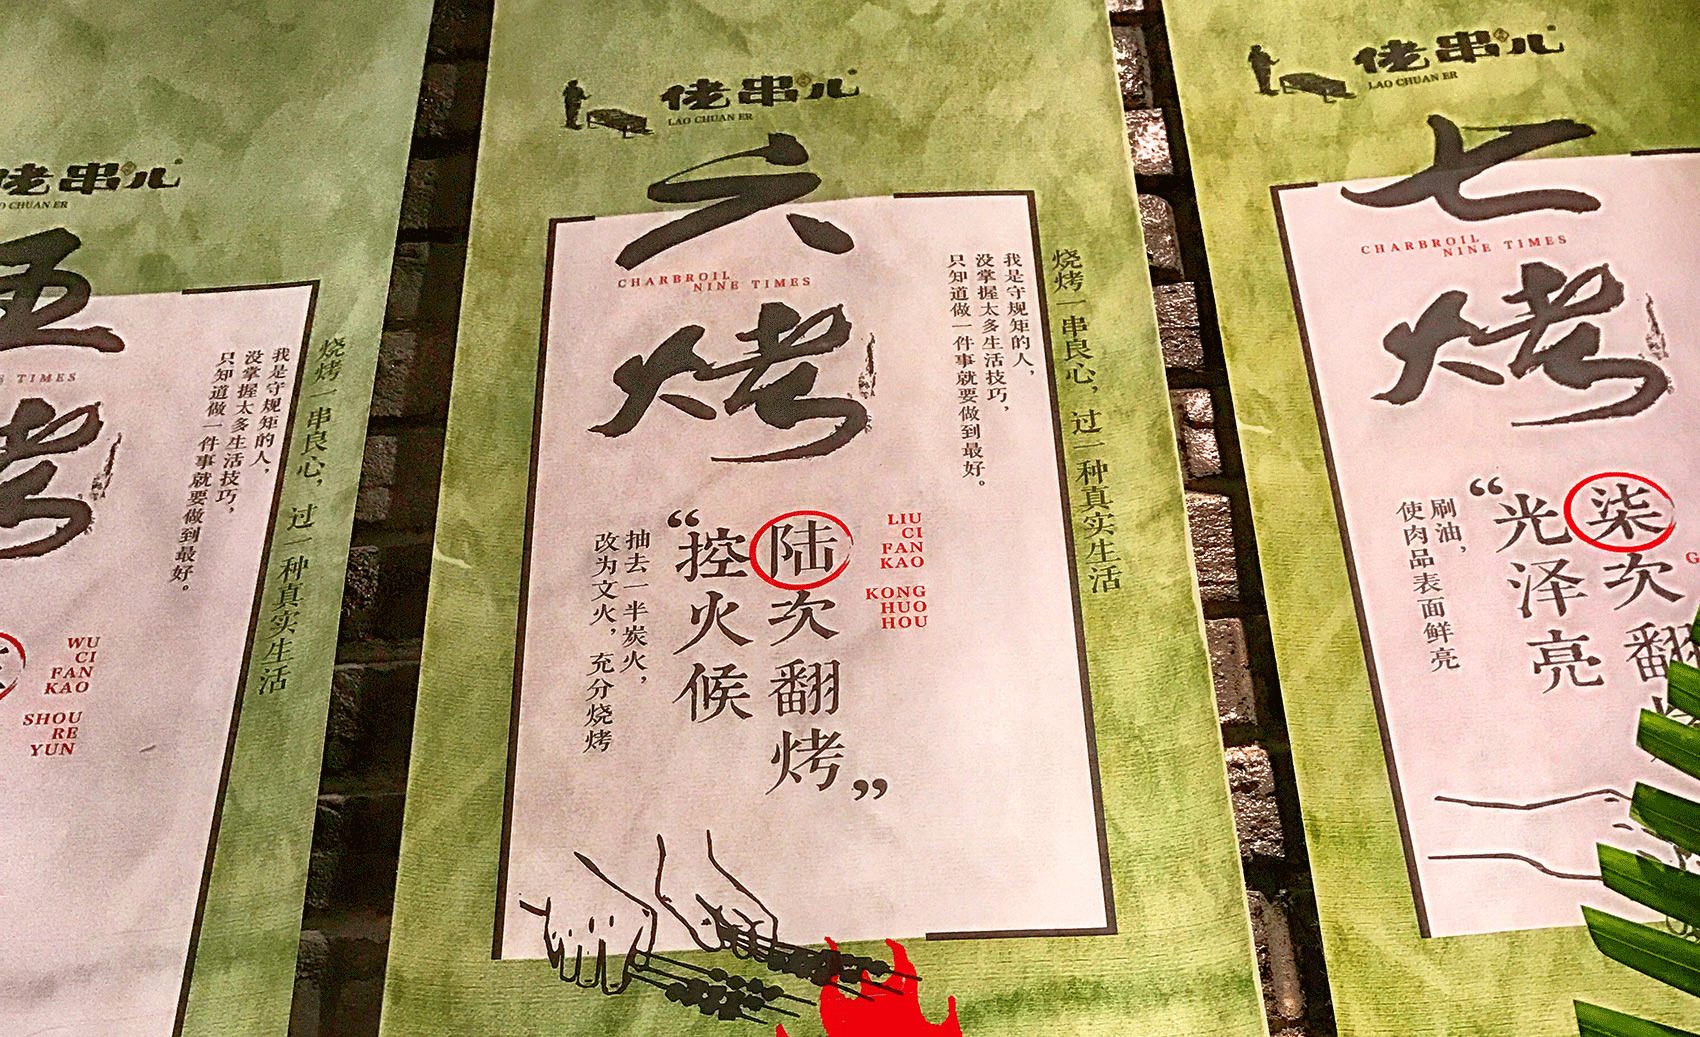 佬串儿
LAO CHUAN ER
五
TIMES
烤
我是守规矩的人，
没掌握太多生活技巧，
只知道做一件事就要做到最好。
烧烤一串良心，过一种真实生活
WU
CI
FAN
KAO
SHOU
RE
YUN
佬串儿
LAO CHUAN ER
六
CHARBROIL
NINE TIMES
烤
烧烤一串良心，过一种真实生活
我是守规矩的人，
没掌握太多生活技巧，
只知道做一件事就要做到最好。
LIU
CI
FAN
KAO
KONG
HUO
HOU
“陆次翻烤
控火候”
抽去一半炭火，
改为文火，充分烧烤
佬串儿
LAO CHUAN ER
七
CHARBROIL
NINE TIMES
烤
“柒次翻
光泽亮
刷油，
使肉品表面鲜亮